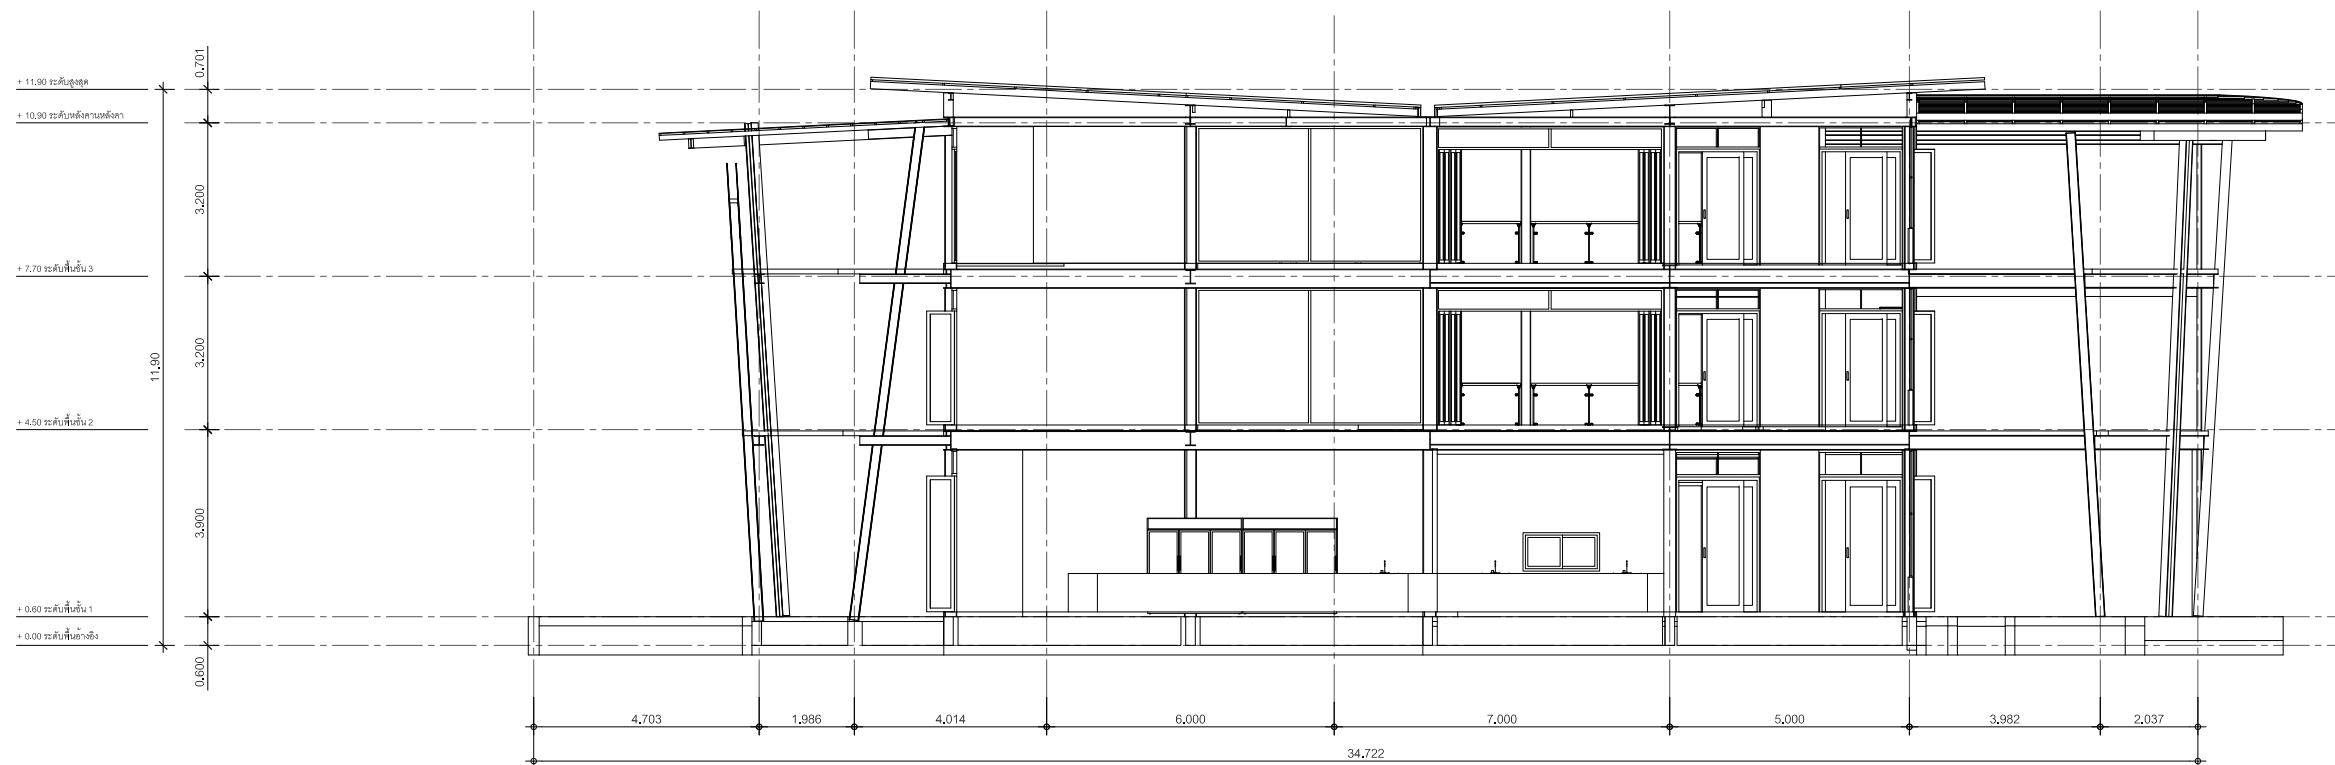 0.701
+ 11.90 ระดับสูงสุด
+ 10.90 ระดับหลังคานหลังคา
3.200
+ 7.70 ระดับพื้นชั้น 3
3.200
11.90
+ 4.50 ระดับพื้นชั้น 2
3.900
+ 0.60 ระดับพื้นชั้น 1
+ 0.00 ระดับพื้นอ้างอิง
0.600
4.703 1.986 4.014 6.000 7.000 5.000 3.982 2.037
34.722